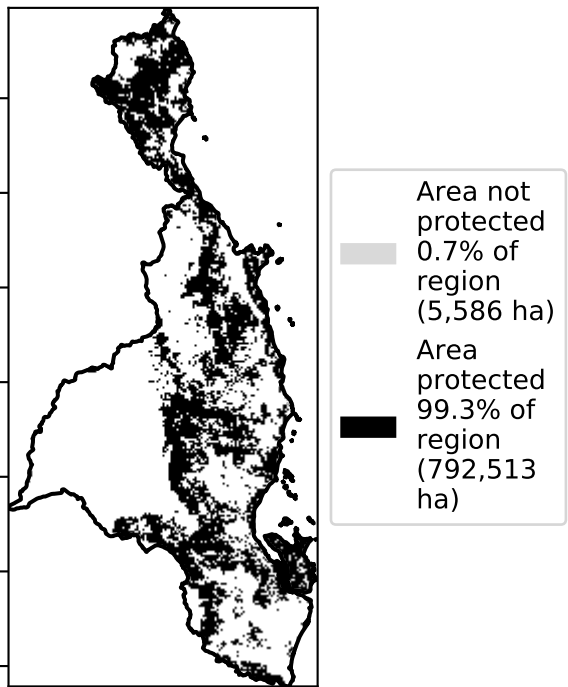 Area not
protected
0.7% of
region
(5,586 ha)
Area
protected
99.3% of
region
(792,513
ha)